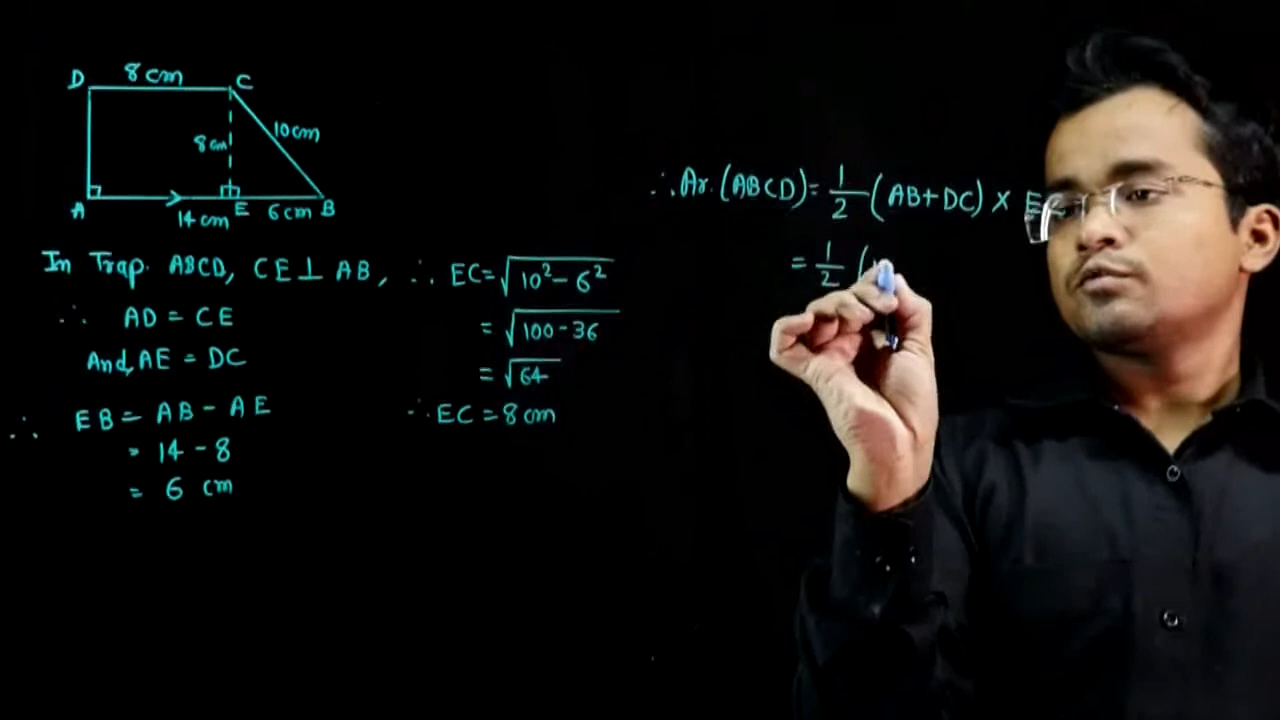 D 8 cm C
8 cm 10 cm
A 14 cm E 6 cm B
In Trap. ABCD, CE ⊥ AB,
∴ AD = CE
And, AE = DC
∴ EB = AB - AE
= 14 - 8
= 6 cm
∴ EC = √(10² - 6²)
= √(100 - 36)
= √64
∴ EC = 8 cm
∴ Ar. (ABCD) = 1/2 (AB + DC) ×
= 1/2 (